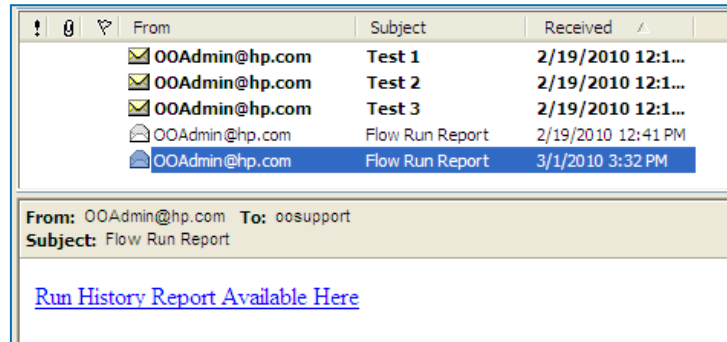 ! From Subject Received
OOAdmin@hp.com Test 1 2/19/2010 12:1...
OOAdmin@hp.com Test 2 2/19/2010 12:1...
OOAdmin@hp.com Test 3 2/19/2010 12:1...
OOAdmin@hp.com Flow Run Report 2/19/2010 12:41 PM
OOAdmin@hp.com Flow Run Report 3/1/2010 3:32 PM
From: OOAdmin@hp.com To: oosupport
Subject: Flow Run Report
Run History Report Available Here